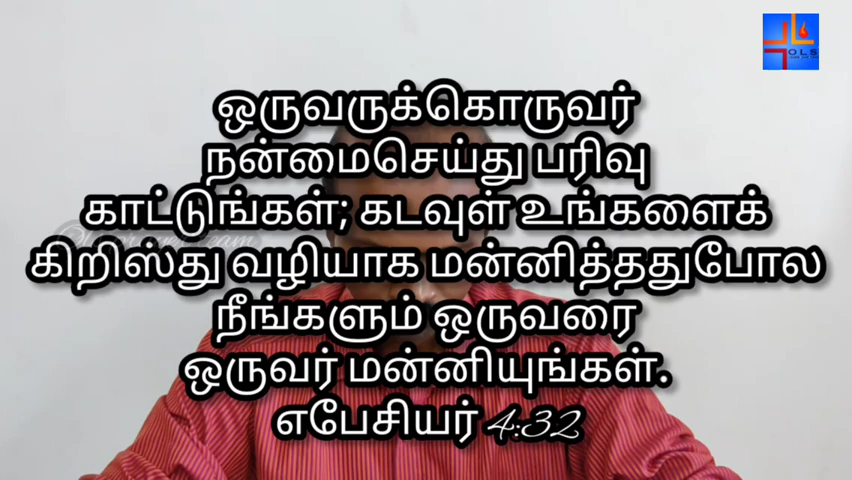 OLS
ஒருவருக்கொருவர்
நன்மைசெய்து பரிவு
காட்டுங்கள்; கடவுள் உங்களைக்
கிறிஸ்து வழியாக மன்னித்ததுபோல
நீங்களும் ஒருவரை
ஒருவர் மன்னியுங்கள்.
எபேசியர் 4:32